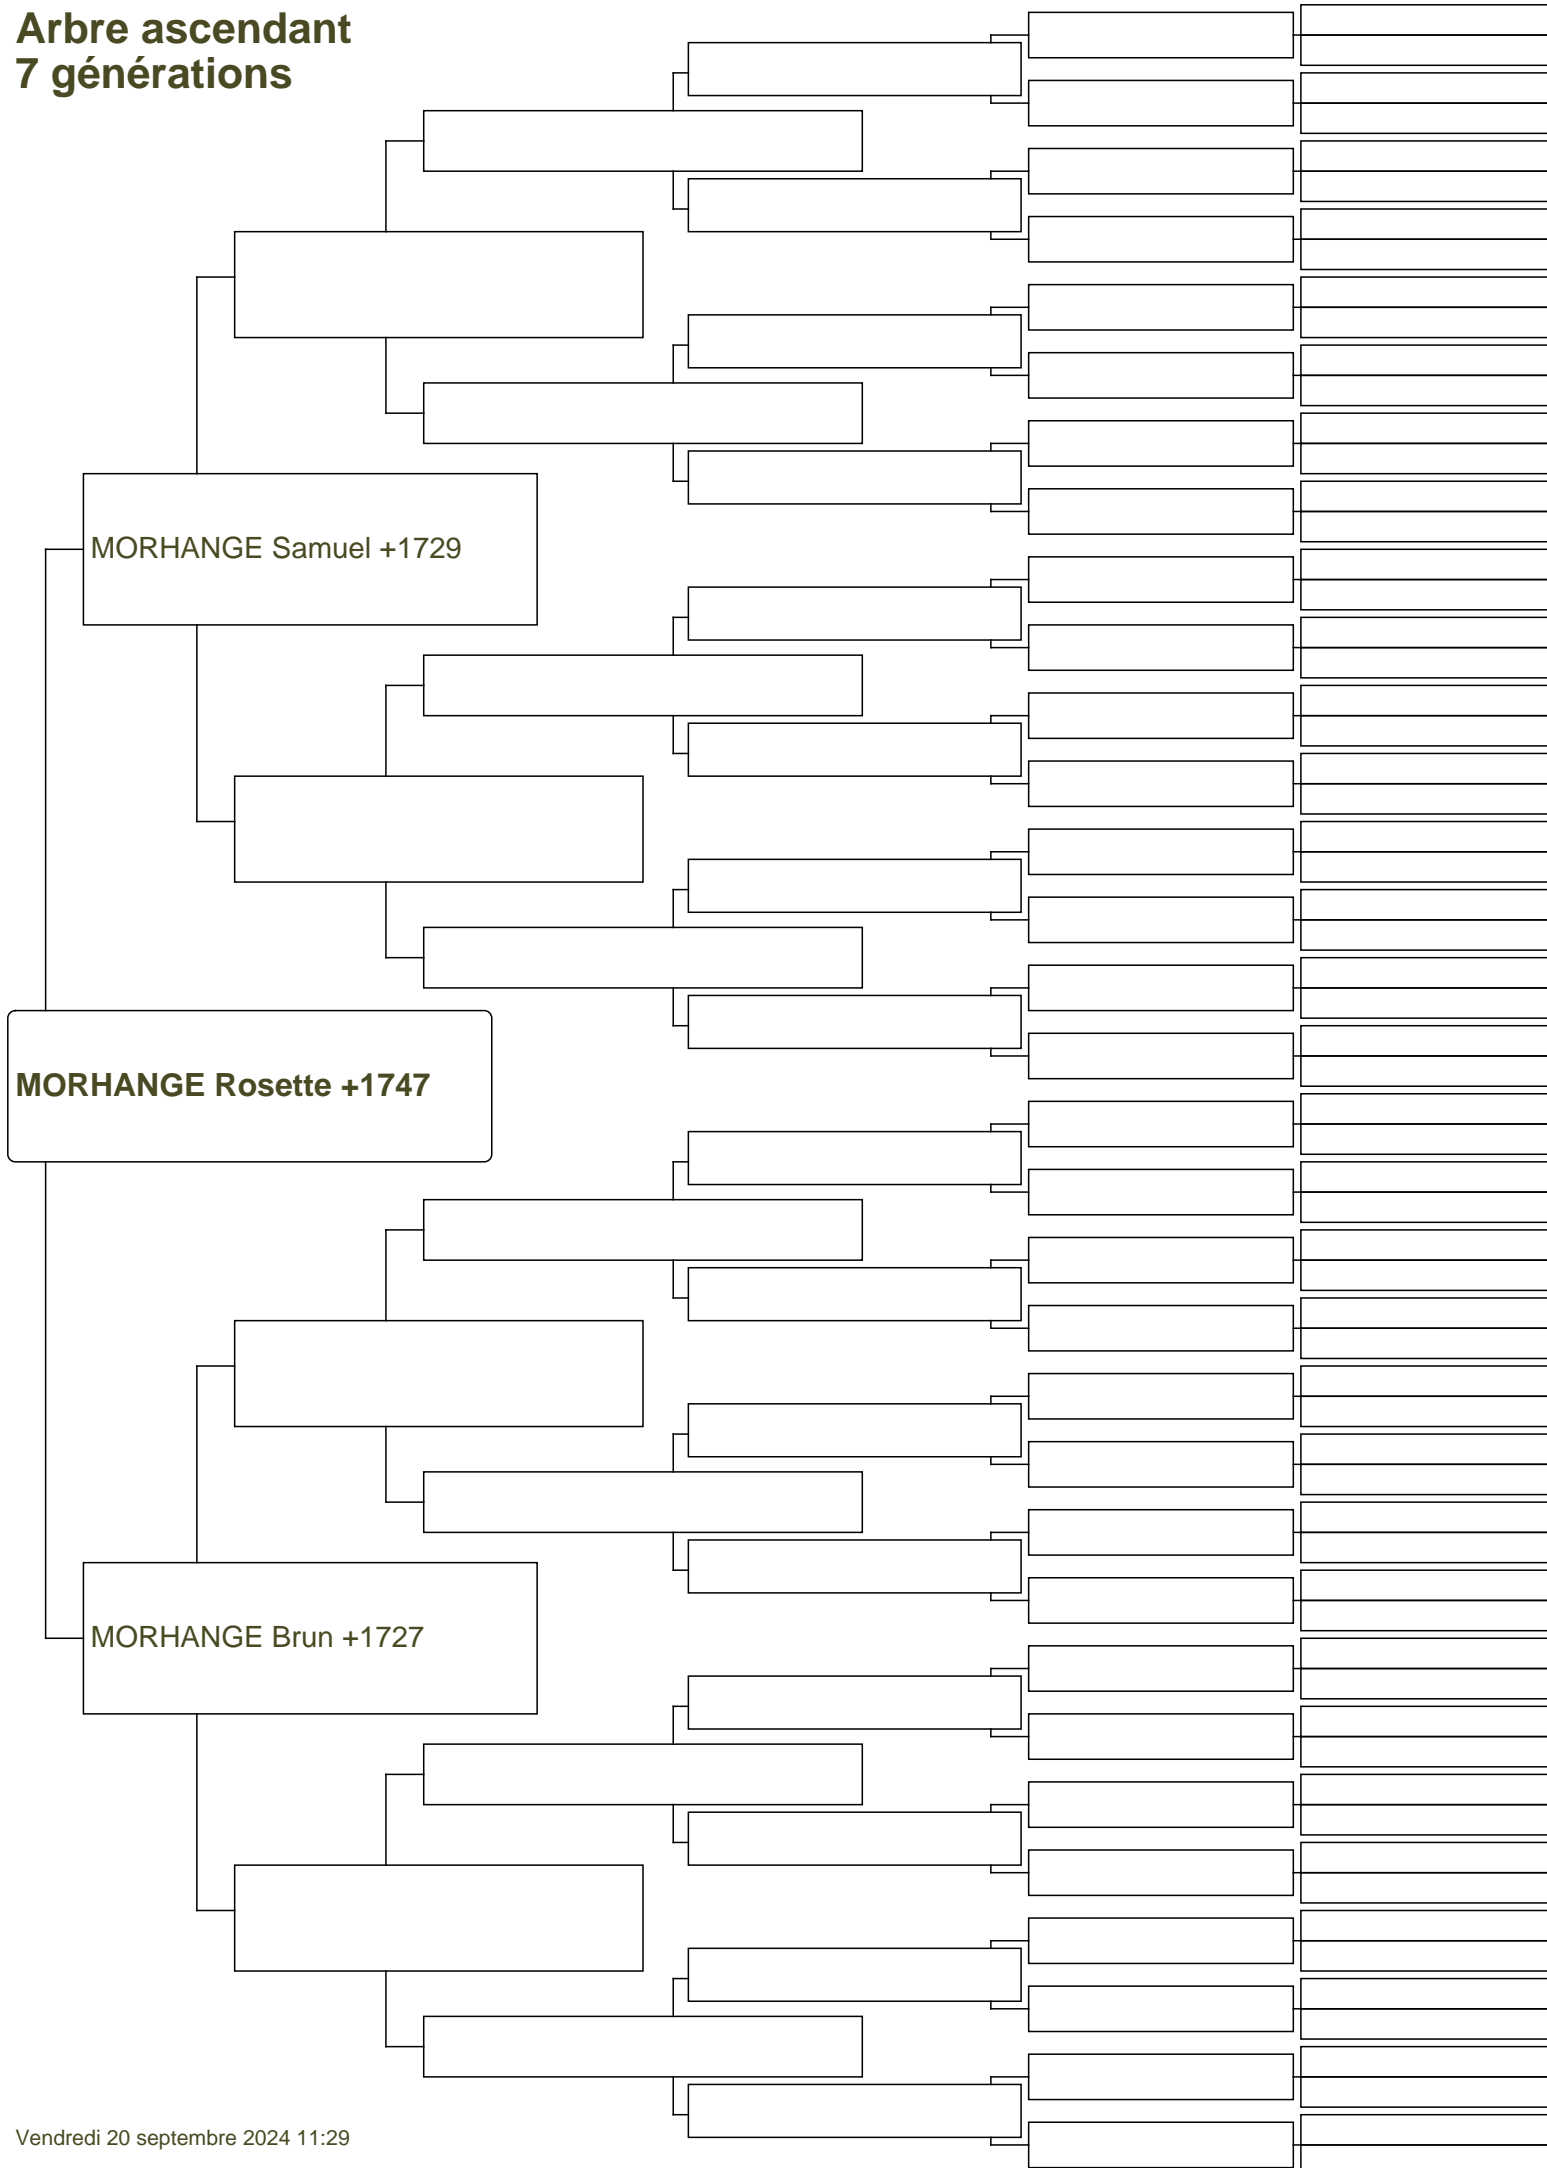 Arbre ascendant
7 générations
MORHANGE Samuel +1729
MORHANGE Rosette +1747
MORHANGE Brun +1727
Vendredi 20 septembre 2024 11:29